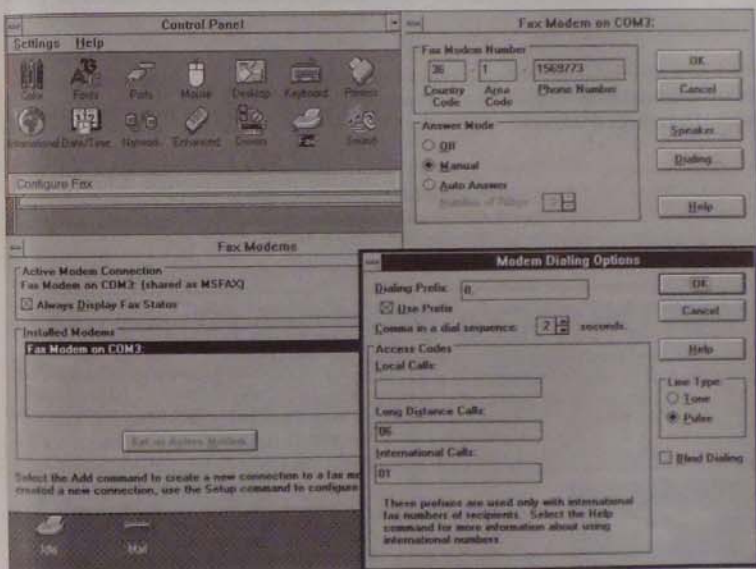 Control Panel
Settings Help
Color Fonts Ports Mouse Desktop Keyboard Printers
International Date/Time Network Enhanced Drivers Fax Sound
Configure Fax
Fax Modem on COM3:
Fax Modem Number
36 - 1 - 1569773
Country Code Area Code Phone Number
OK
Cancel
Answer Mode
Off
Manual
Auto Answer
Number of Rings:
Speaker...
Dialing...
Help
Fax Modems
Active Modem Connection
Fax Modem on COM3: (shared as MSFAX)
Always Display Fax Status
Installed Modems
Fax Modem on COM3:
Set as Active Modem
Select the Add command to create a new connection to a fax mo
created a new connection, use the Setup command to configure
Idle
Mail
Modem Dialing Options
Dialing Prefix: 0,
Use Prefix
Comma in a dial sequence: 2 seconds.
OK
Cancel
Help
Access Codes
Local Calls:
Long Distance Calls:
06
International Calls:
01
These prefixes are used only with international
fax numbers of recipients. Select the Help
command for more information about using
international numbers
Line Type:
Tone
Pulse
Blind Dialing